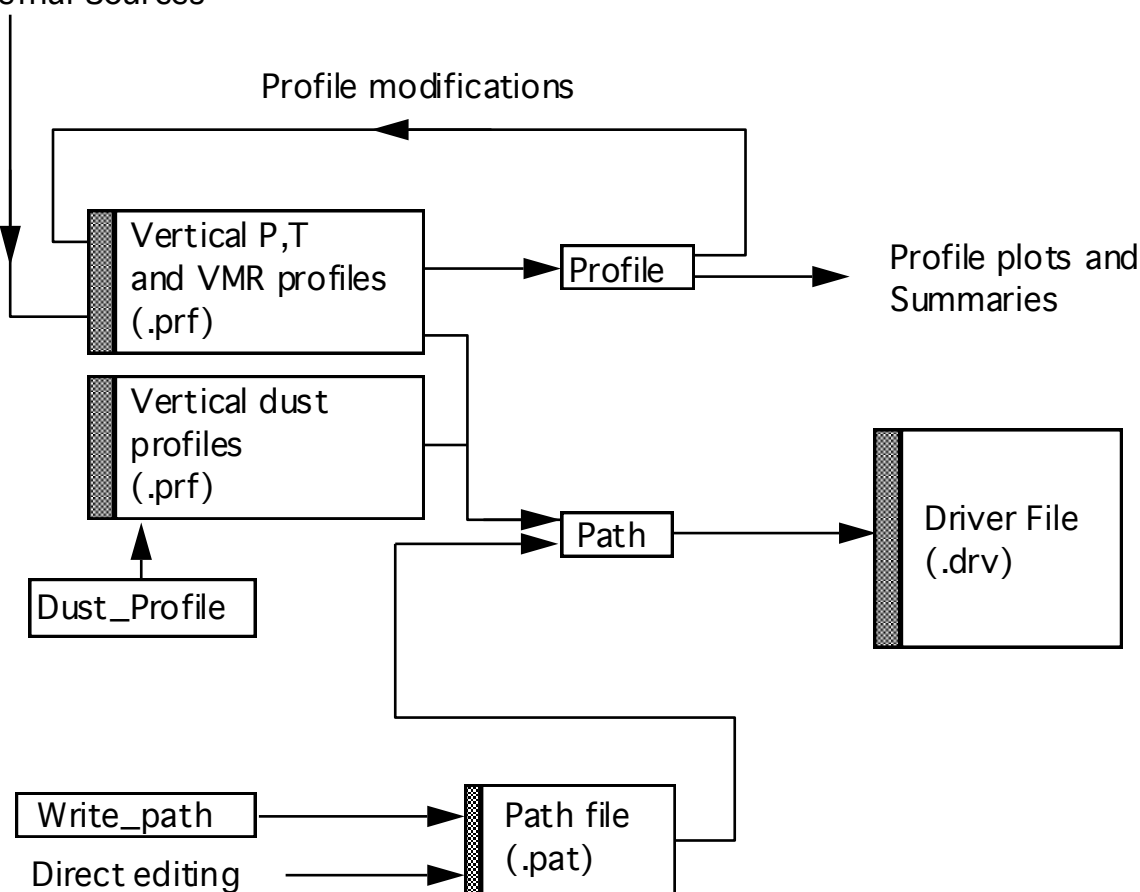 Sources
Profile modifications
Vertical P,T
and VMR profiles
(.prf)
Profile
Profile plots and
Summaries
Vertical dust
profiles
(.prf)
Driver File
(.drv)
Path
Dust_Profile
Write_path
Path file
(.pat)
Direct editing